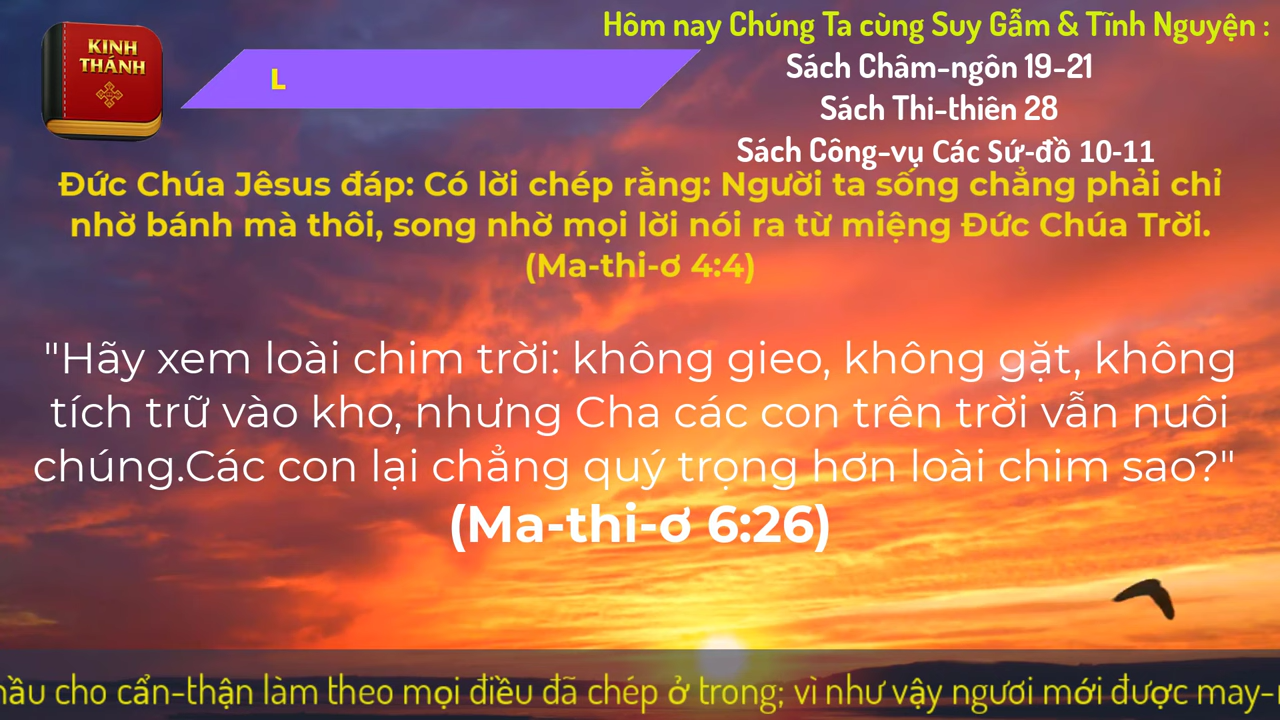 KINH
THÁNH
L
Hôm nay Chúng Ta cùng Suy Gẫm & Tĩnh Nguyện :
Sách Châm-ngôn 19-21
Sách Thi-thiên 28
Sách Công-vụ Các Sứ-đồ 10-11
Đức Chúa Jêsus đáp: Có lời chép rằng: Người ta sống chẳng phải chỉ
nhờ bánh mà thôi, song nhờ mọi lời nói ra từ miệng Đức Chúa Trời.
(Ma-thi-ơ 4:4)
"Hãy xem loài chim trời: không gieo, không gặt, không
tích trữ vào kho, nhưng Cha các con trên trời vẫn nuôi
chúng.Các con lại chẳng quý trọng hơn loài chim sao?"
(Ma-thi-ơ 6:26)
cho cẩn-thận làm theo mọi điều đã chép ở trong; vì như vậy ngươi mới được may-